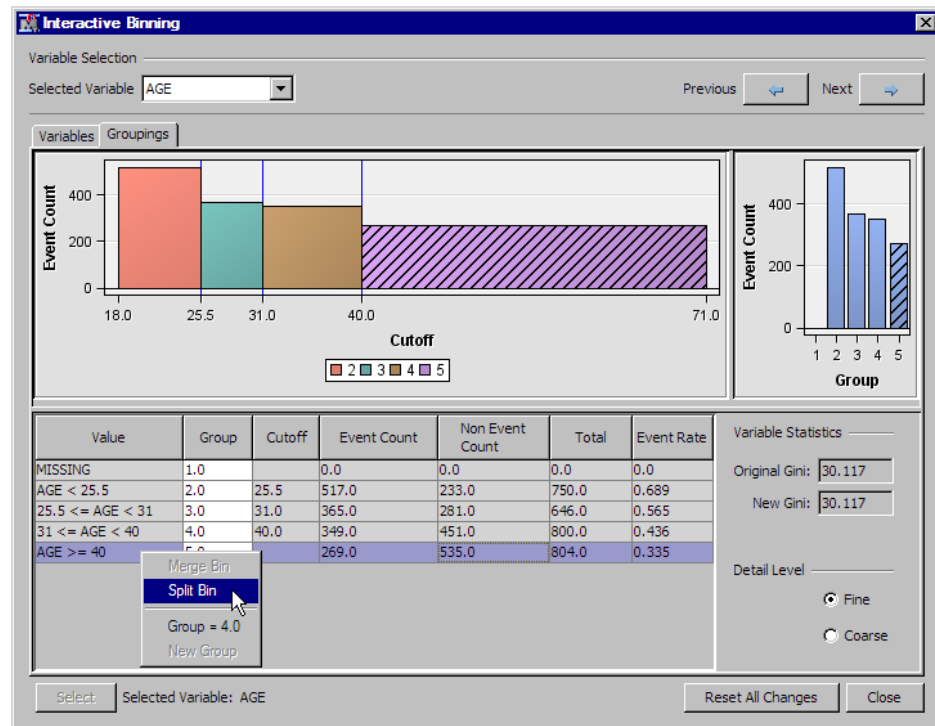 Interactive Binning
Variable Selection
Selected Variable AGE
Previous Next
Variables Groupings
Event Count
400
200
0
18.0 25.5 31.0 40.0 71.0
Cutoff
2 3 4 5
Event Count
400
200
0
1 2 3 4 5
Group
Value Group Cutoff Event Count Non Event Count Total Event Rate
MISSING 1.0 0.0 0.0 0.0 0.0
AGE < 25.5 2.0 25.5 517.0 233.0 750.0 0.689
25.5 <= AGE < 31 3.0 31.0 365.0 281.0 646.0 0.565
31 <= AGE < 40 4.0 40.0 349.0 451.0 800.0 0.436
AGE >= 40 5.0 269.0 535.0 804.0 0.335
Merge Bin
Split Bin
Group = 4.0
New Group
Variable Statistics
Original Gini: 30.117
New Gini: 30.117
Detail Level
Fine
Coarse
Select Selected Variable: AGE Reset All Changes Close